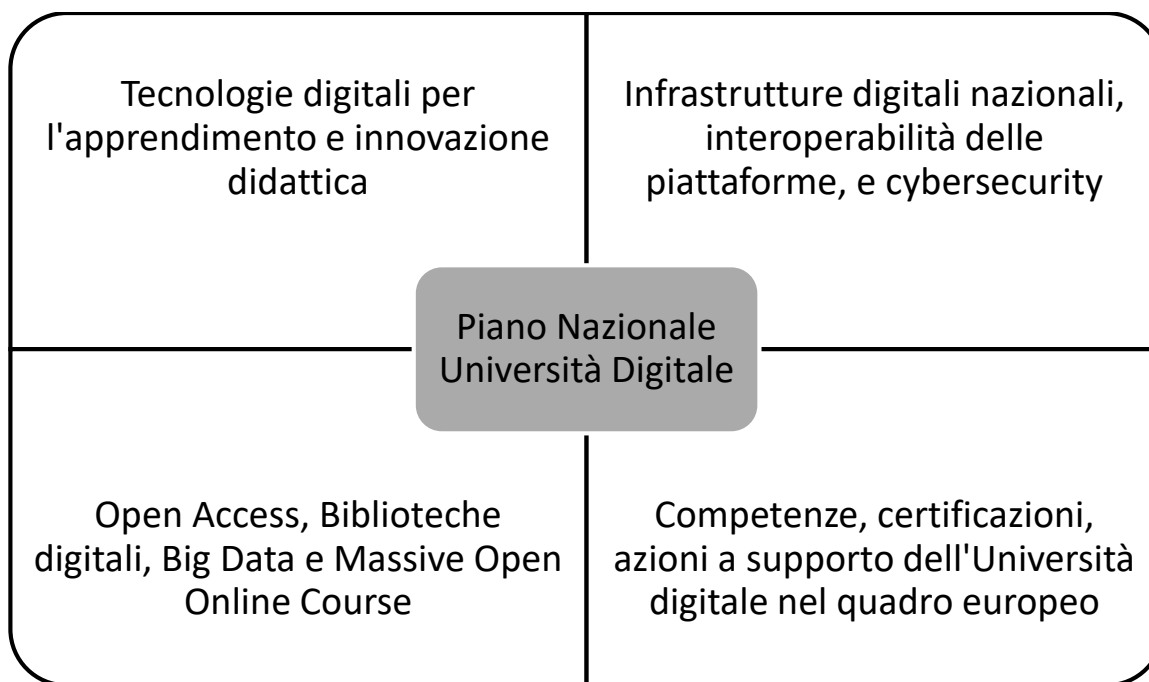 Tecnologie digitali per
l'apprendimento e innovazione
didattica
Infrastrutture digitali nazionali,
interoperabilità delle
piattaforme, e cybersecurity
Piano Nazionale
Università Digitale
Open Access, Biblioteche
digitali, Big Data e Massive Open
Online Course
Competenze, certificazioni,
azioni a supporto dell'Università
digitale nel quadro europeo